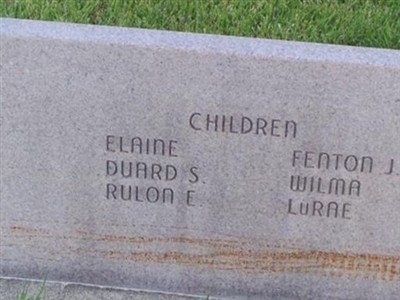 CHILDREN
ELAINE
DUARD S.
RULON E.
FENTON J.
WILMA
LuRAE